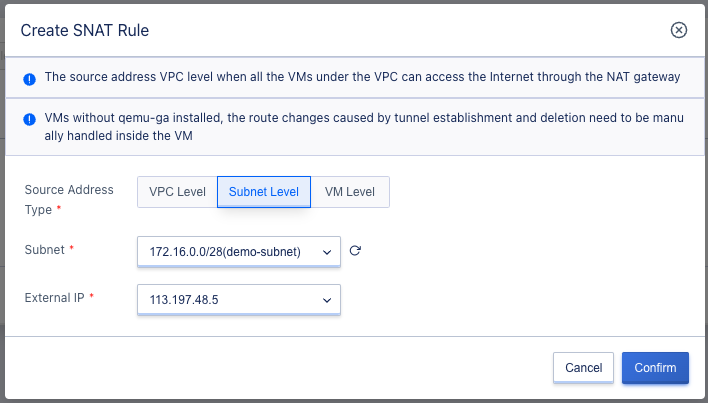 Create SNAT Rule
The source address VPC level when all the VMs under the VPC can access the Internet through the NAT gateway
VMs without qemu-ga installed, the route changes caused by tunnel establishment and deletion need to be manu
ally handled inside the VM
Source Address
Type *
VPC Level
Subnet Level
VM Level
Subnet *
172.16.0.0/28(demo-subnet)
External IP *
113.197.48.5
Cancel
Confirm